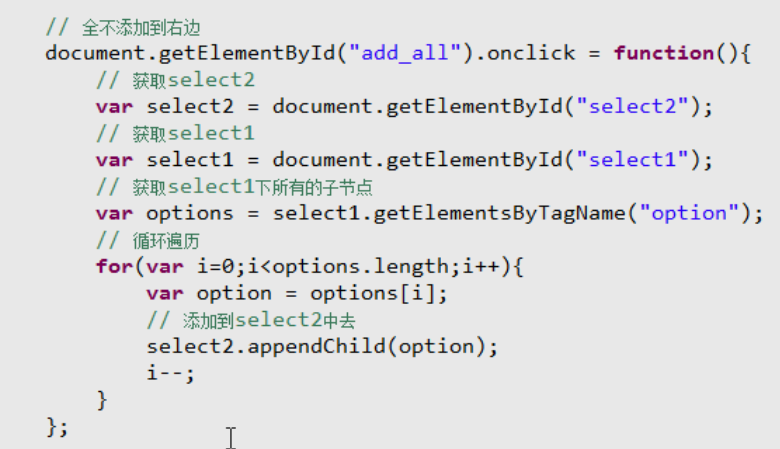 // 全不添加到右边
document.getElementById("add_all").onclick = function(){
// 获取select2
var select2 = document.getElementById("select2");
// 获取select1
var select1 = document.getElementById("select1");
// 获取select1下所有的子节点
var options = select1.getElementsByTagName("option");
// 循环遍历
for(var i=0;i<options.length;i++){
var option = options[i];
// 添加到select2中去
select2.appendChild(option);
i--;
}
};